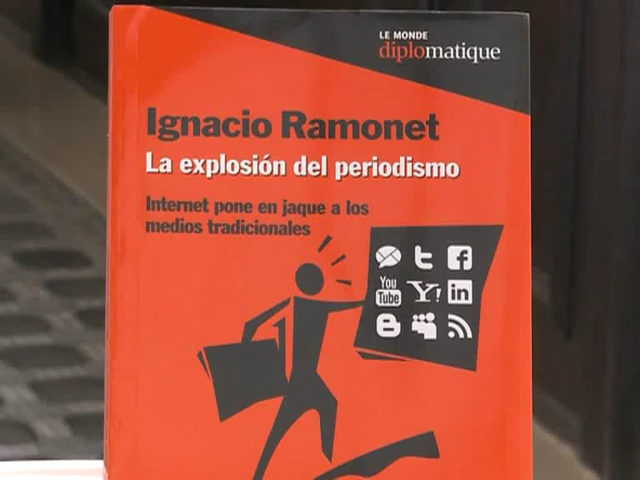 LE MONDE
diplomatique
Ignacio Ramonet
La explosión del periodismo
Internet pone en jaque a los
medios tradicionales
You
Tube
Y!
in